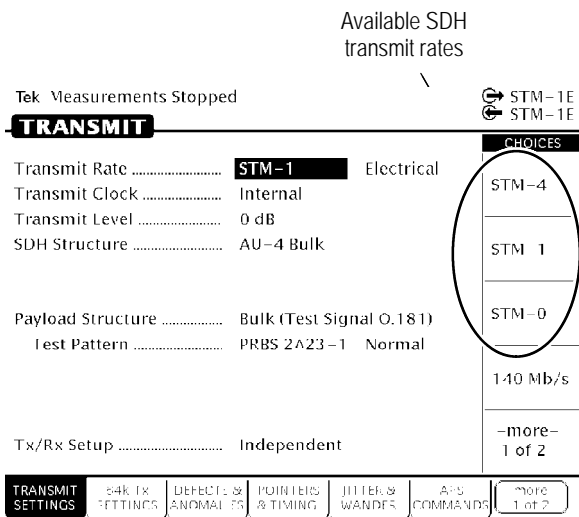 Available SDH
transmit rates
Tek Measurements Stopped
STM-1E
STM-1E
TRANSMIT
CHOICES
Transmit Rate ..................... STM-1 Electrical
Transmit Clock ................... Internal
Transmit Level ................... 0 dB
SDH Structure .................... AU-4 Bulk
Payload Structure ............... Bulk (Test Signal O.181)
Test Pattern ..................... PRBS 2^23-1 Normal
Tx/Rx Setup ........................ Independent
STM-4
STM 1
STM-0
140 Mb/s
-more-
1 of 2
TRANSMIT
SETTINGS
64k Tx
SETTINGS
DEFECTS &
ANOMALIES
POINTERS
& TIMING
JITTER &
WANDER
APS
COMMANDS
more
1 of 2